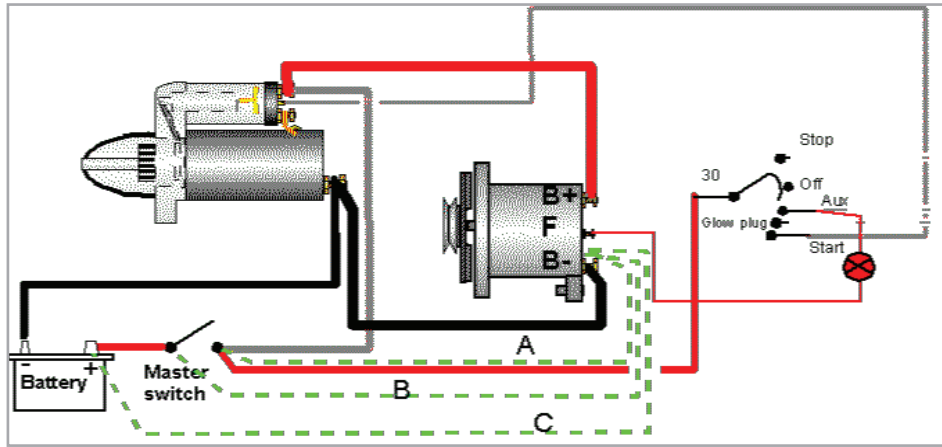 Stop
30
Off
B+
Aux
F
Glow plug
Start
B-
A
- +
Battery
Master
switch
B
C